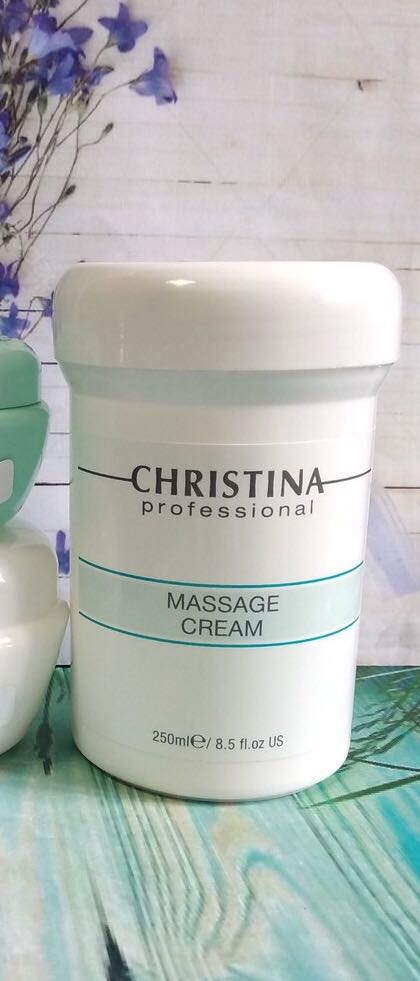 CHRISTINA
professional
MASSAGE
CREAM
250ml℮/ 8.5 fl.oz US